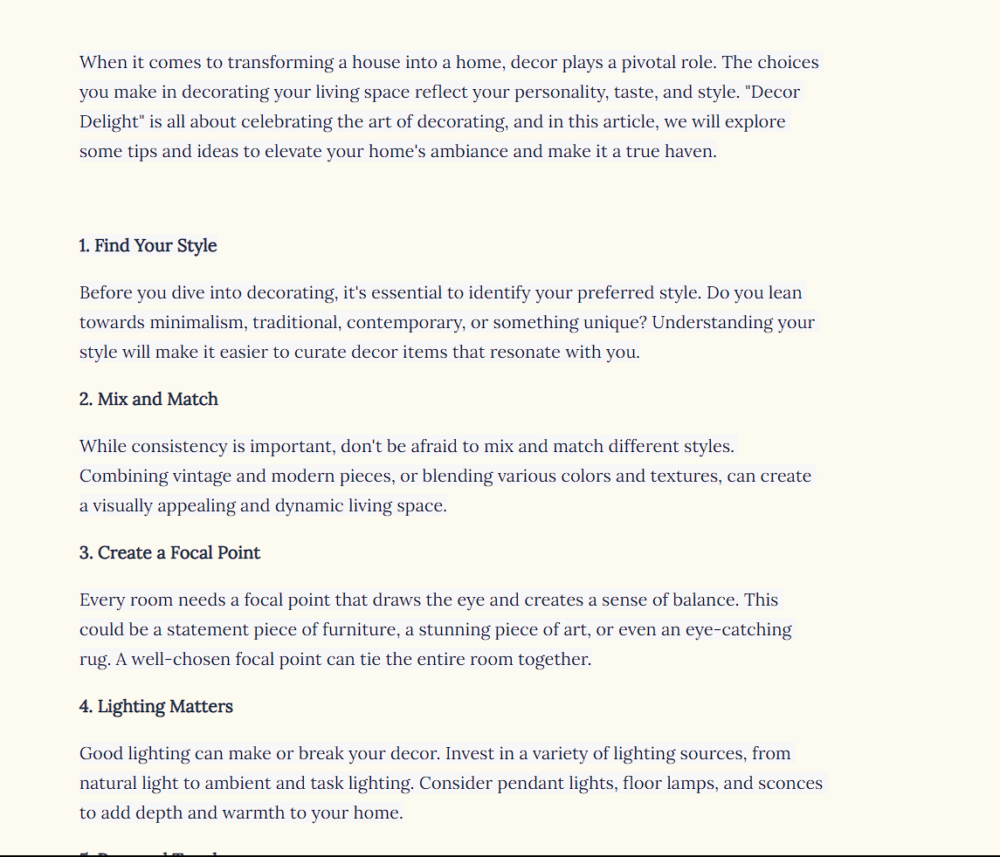 When it comes to transforming a house into a home, decor plays a pivotal role. The choices
you make in decorating your living space reflect your personality, taste, and style. "Decor
Delight" is all about celebrating the art of decorating, and in this article, we will explore
some tips and ideas to elevate your home's ambiance and make it a true haven.
1. Find Your Style
Before you dive into decorating, it's essential to identify your preferred style. Do you lean
towards minimalism, traditional, contemporary, or something unique? Understanding your
style will make it easier to curate decor items that resonate with you.
2. Mix and Match
While consistency is important, don't be afraid to mix and match different styles.
Combining vintage and modern pieces, or blending various colors and textures, can create
a visually appealing and dynamic living space.
3. Create a Focal Point
Every room needs a focal point that draws the eye and creates a sense of balance. This
could be a statement piece of furniture, a stunning piece of art, or even an eye-catching
rug. A well-chosen focal point can tie the entire room together.
4. Lighting Matters
Good lighting can make or break your decor. Invest in a variety of lighting sources, from
natural light to ambient and task lighting. Consider pendant lights, floor lamps, and sconces
to add depth and warmth to your home.